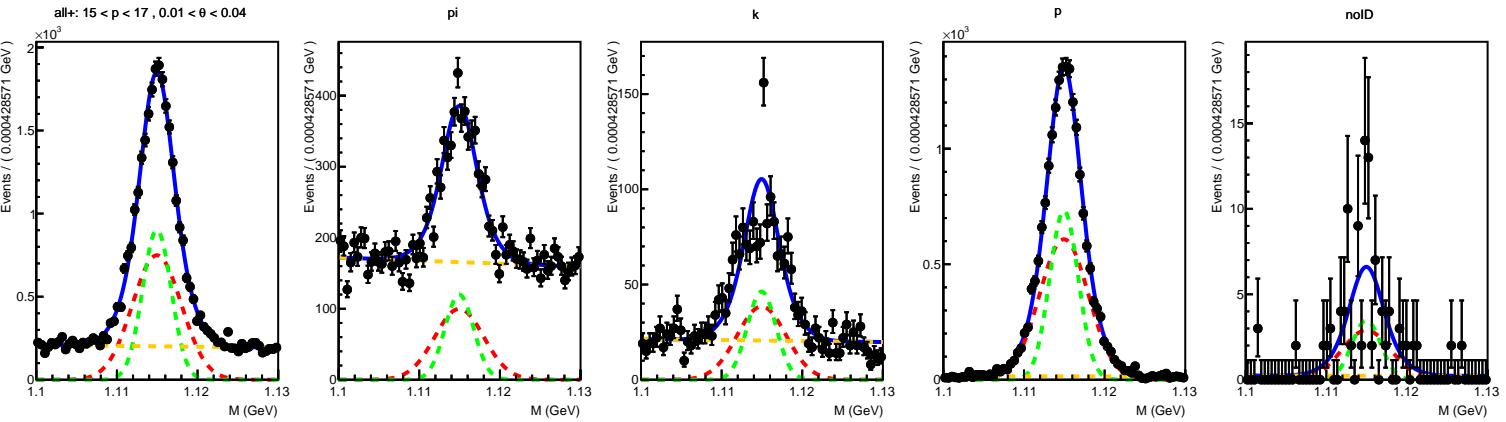 all+: 15 < p < 17 , 0.01 < θ < 0.04
×10³
Events / ( 0.000428571 GeV )
2
1.5
1
0.5
0
1.1 1.11 1.12 1.13
M (GeV)
pi
Events / ( 0.000428571 GeV )
400
300
200
100
0
1.1 1.11 1.12 1.13
M (GeV)
k
Events / ( 0.000428571 GeV )
150
100
50
0
1.1 1.11 1.12 1.13
M (GeV)
p
×10³
Events / ( 0.000428571 GeV )
1
0.5
0
1.1 1.11 1.12 1.13
M (GeV)
noID
Events / ( 0.000428571 GeV )
15
10
5
0
1.1 1.11 1.12 1.13
M (GeV)